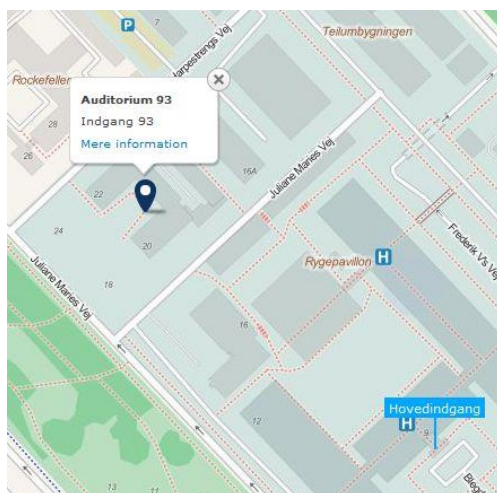 P
7
Teilumbygningen
Rockefeller
28
26
Auditorium 93
Indgang 93
Mere information
16A
Juliane Maries Vej
22
24
20
18
Juliane Maries Vej
Rygepavillon
H
Frederik V's Vej
16
12
Hovedindgang
H
9
13
11